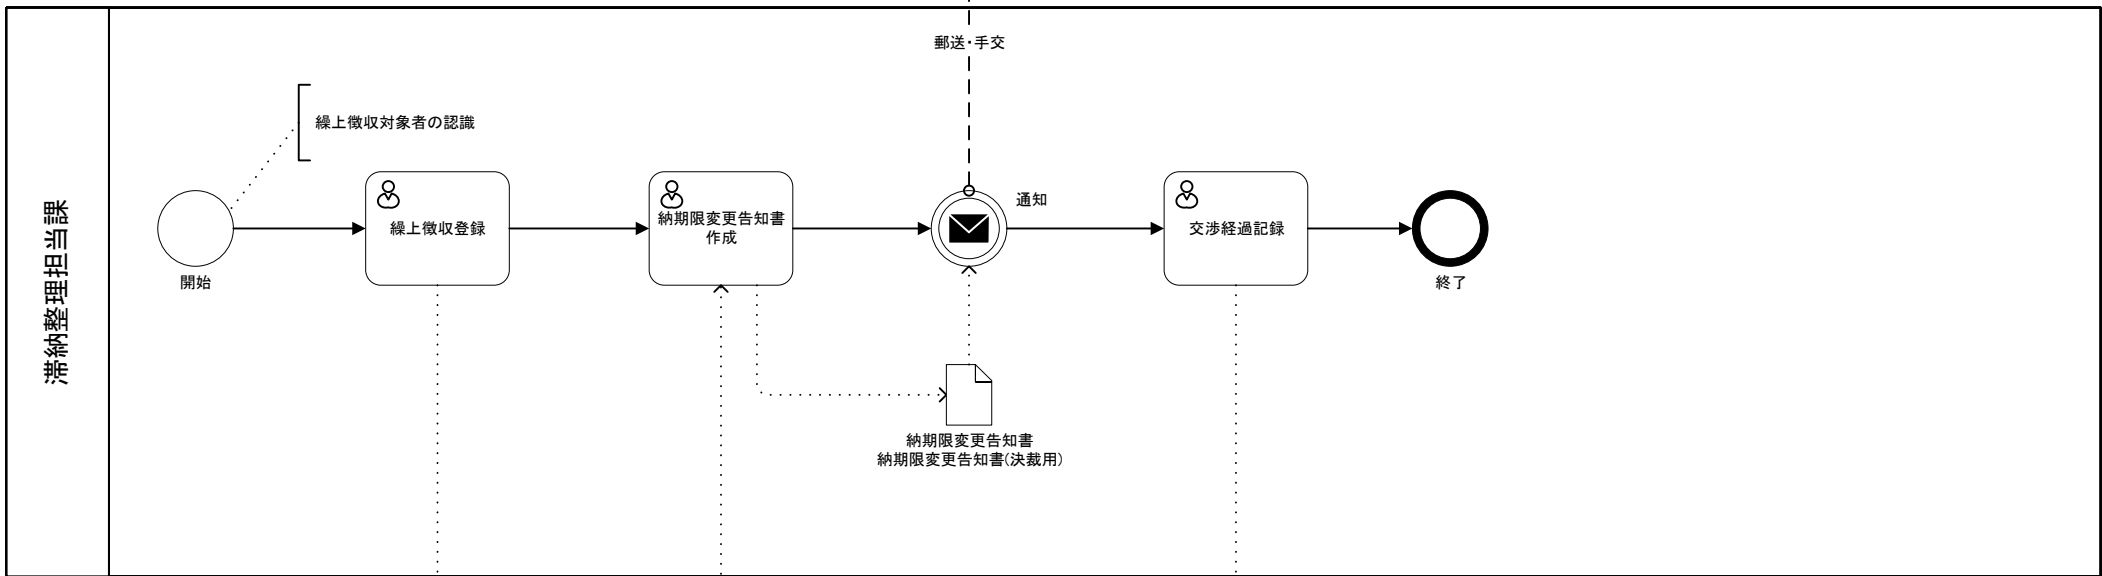 滞納整理担当課
郵送・手交
繰上徴収対象者の認識
開始
繰上徴収登録
納期限変更告知書
作成
通知
交渉経過記録
終了
納期限変更告知書
納期限変更告知書(決裁用)